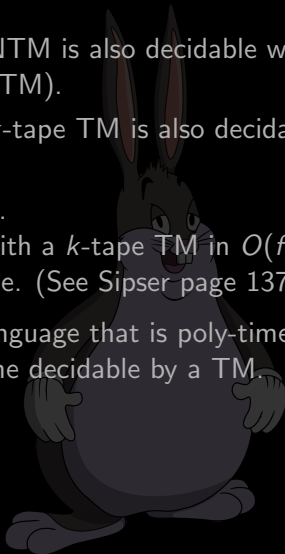 NTM is also decidable w
TM).
-tape TM is also decida
.
ith a k-tape TM in O(f
e. (See Sipser page 137
nguage that is poly-time
ne decidable by a TM.